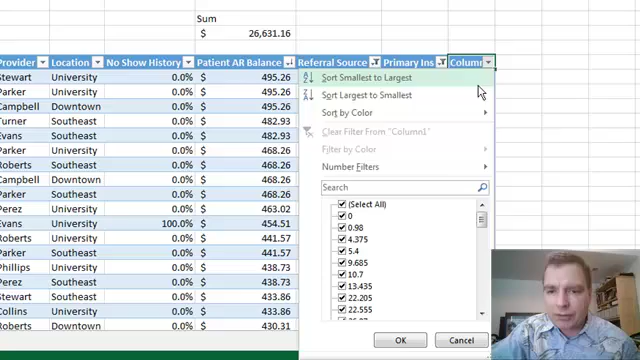 Sum
$ 26,631.16
Provider Location No Show History Patient AR Balance Referral Source Primary Ins Column
Stewart University 0.0% $ 495.26
Parker University 0.0% $ 495.26
Campbell Downtown 0.0% $ 495.26
Turner Southeast 0.0% $ 482.93
Evans Southeast 0.0% $ 482.93
Parker University 0.0% $ 468.26
Roberts Southeast 0.0% $ 468.26
Campbell Downtown 0.0% $ 468.26
Parker Southeast 0.0% $ 468.26
Perez University 0.0% $ 463.02
Evans University 100.0% $ 454.51
Roberts University 0.0% $ 441.57
Parker Southeast 0.0% $ 441.57
Phillips University 0.0% $ 438.73
Perez Southeast 0.0% $ 438.73
Stewart Southeast 0.0% $ 433.86
Collins University 0.0% $ 433.86
Roberts Downtown 0.0% $ 430.31
Sort Smallest to Largest
Sort Largest to Smallest
Sort by Color
Clear Filter From "Column1"
Filter by Color
Number Filters
Search
(Select All)
0
0.98
4.375
5.4
9.685
10.7
13.435
22.205
22.555
OK Cancel